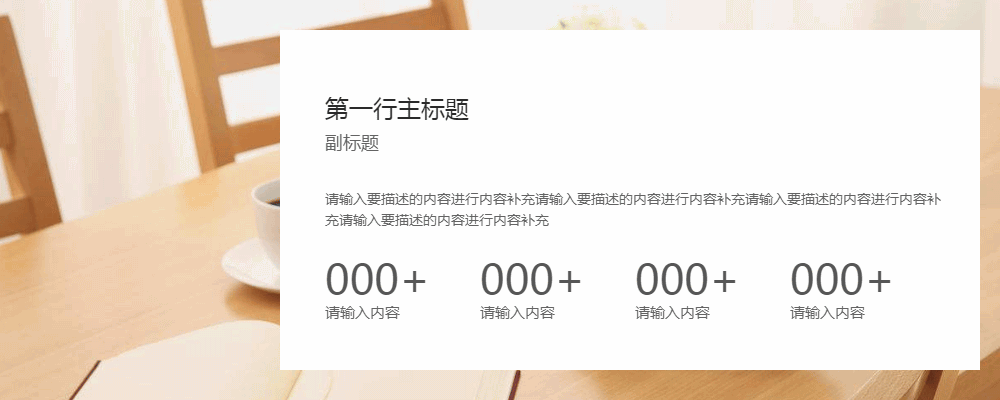 第一行主标题
副标题
请输入要描述的内容进行内容补充请输入要描述的内容进行内容补充请输入要描述的内容进行内容补
充请输入要描述的内容进行内容补充
000+ 000+ 000+ 000+
请输入内容 请输入内容 请输入内容 请输入内容